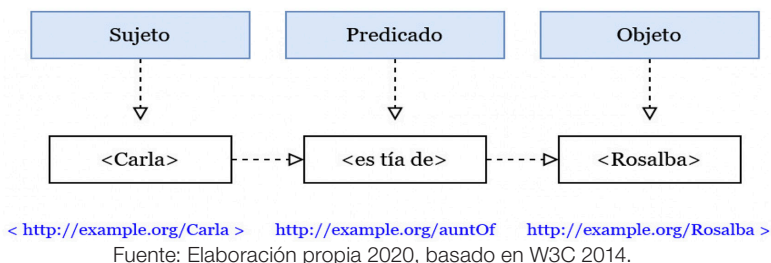 Sujeto Predicado Objeto
<Carla> <es tía de> <Rosalba>
< http://example.org/Carla > http://example.org/auntOf http://example.org/Rosalba >
Fuente: Elaboración propia 2020, basado en W3C 2014.